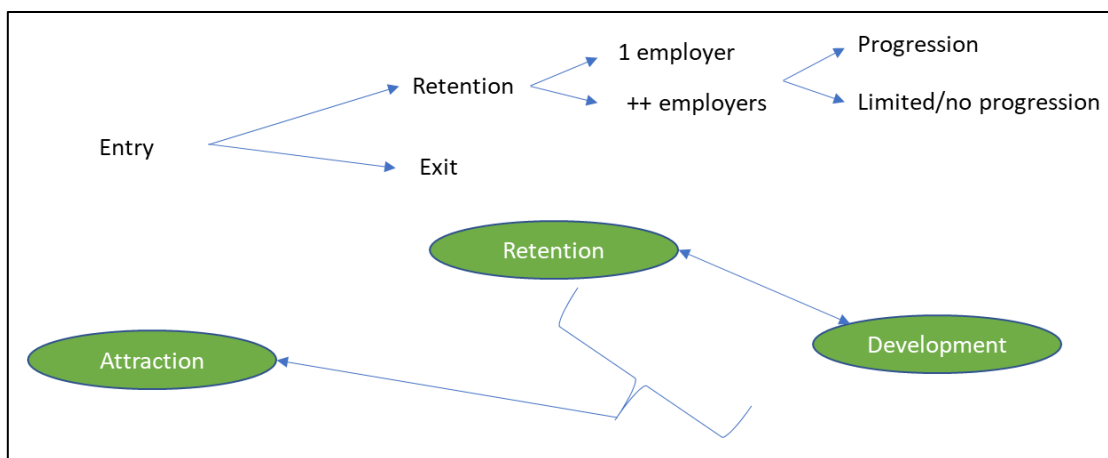 1 employer
Progression
Retention
++ employers
Limited/no progression
Entry
Exit
Retention
Development
Attraction